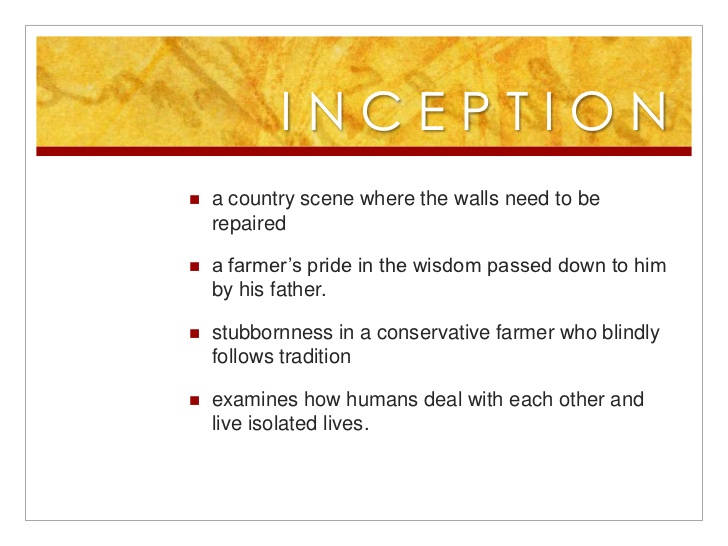 INCEPTION
a country scene where the walls need to be
repaired
a farmer’s pride in the wisdom passed down to him
by his father.
stubbornness in a conservative farmer who blindly
follows tradition
examines how humans deal with each other and
live isolated lives.